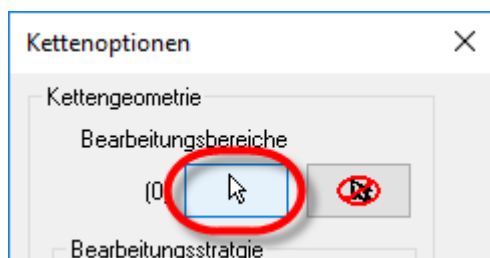 Kettenoptionen
Kettengeometrie
Bearbeitungsbereiche
(0)
Bearbeitungsstratgie